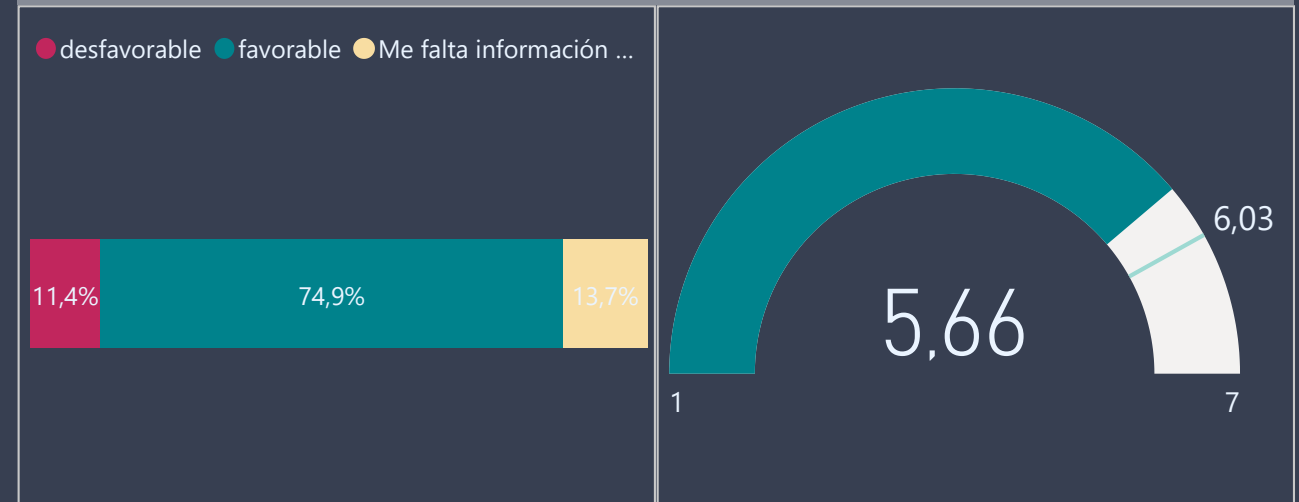 desfavorable favorable Me falta información ...
11,4% 74,9% 13,7%
6,03
5,66
1 7